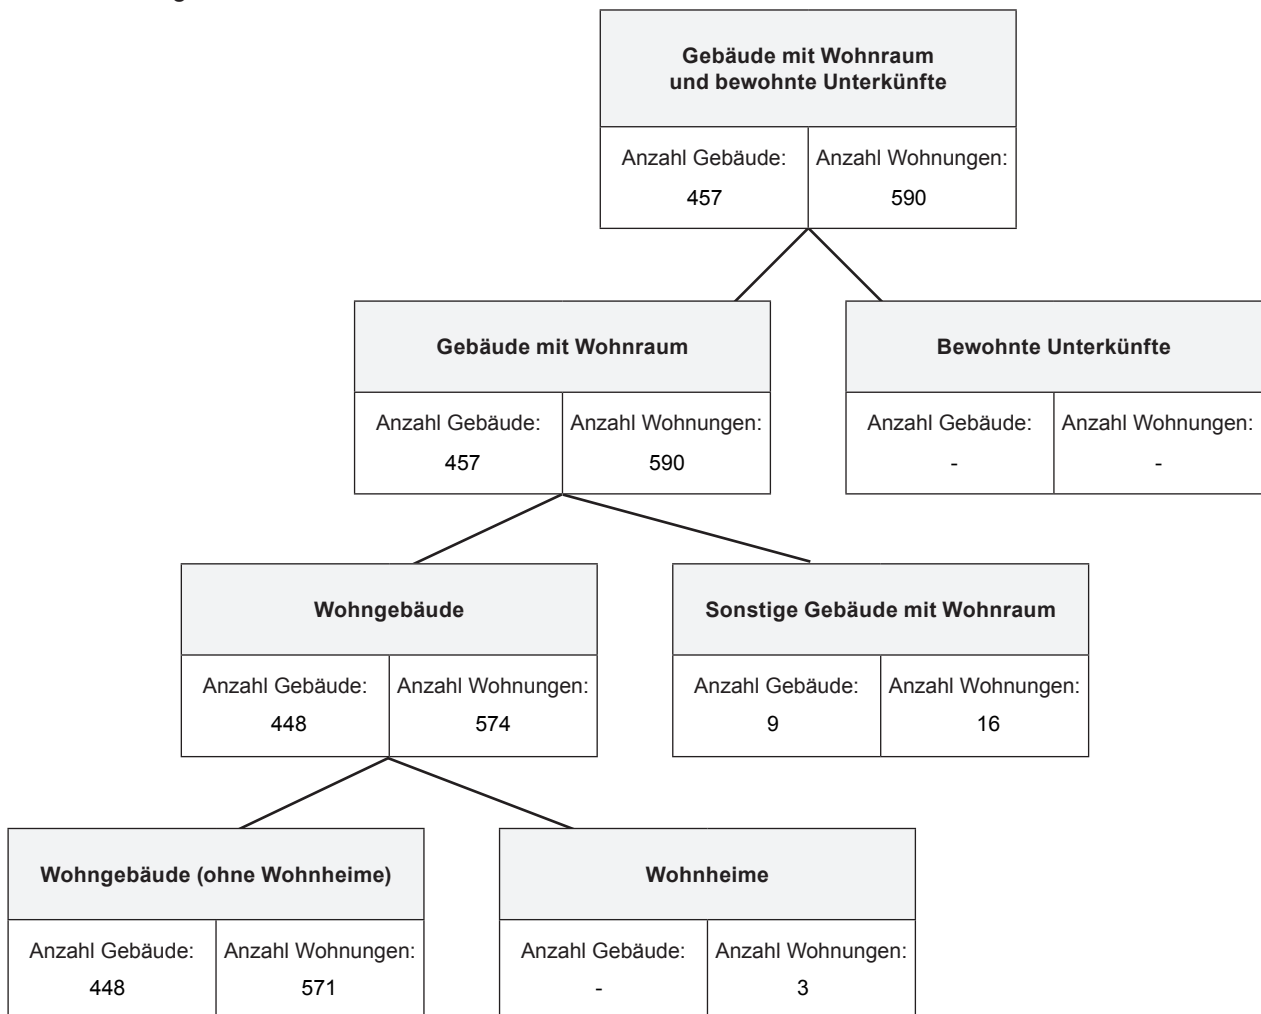 Gebäude mit Wohnraum
und bewohnte Unterkünfte
Anzahl Gebäude: Anzahl Wohnungen:
457 590
Gebäude mit Wohnraum Bewohnte Unterkünfte
Anzahl Gebäude: Anzahl Wohnungen: Anzahl Gebäude: Anzahl Wohnungen:
457 590 - -
Wohngebäude Sonstige Gebäude mit Wohnraum
Anzahl Gebäude: Anzahl Wohnungen: Anzahl Gebäude: Anzahl Wohnungen:
448 574 9 16
Wohngebäude (ohne Wohnheime) Wohnheime
Anzahl Gebäude: Anzahl Wohnungen: Anzahl Gebäude: Anzahl Wohnungen:
448 571 - 3